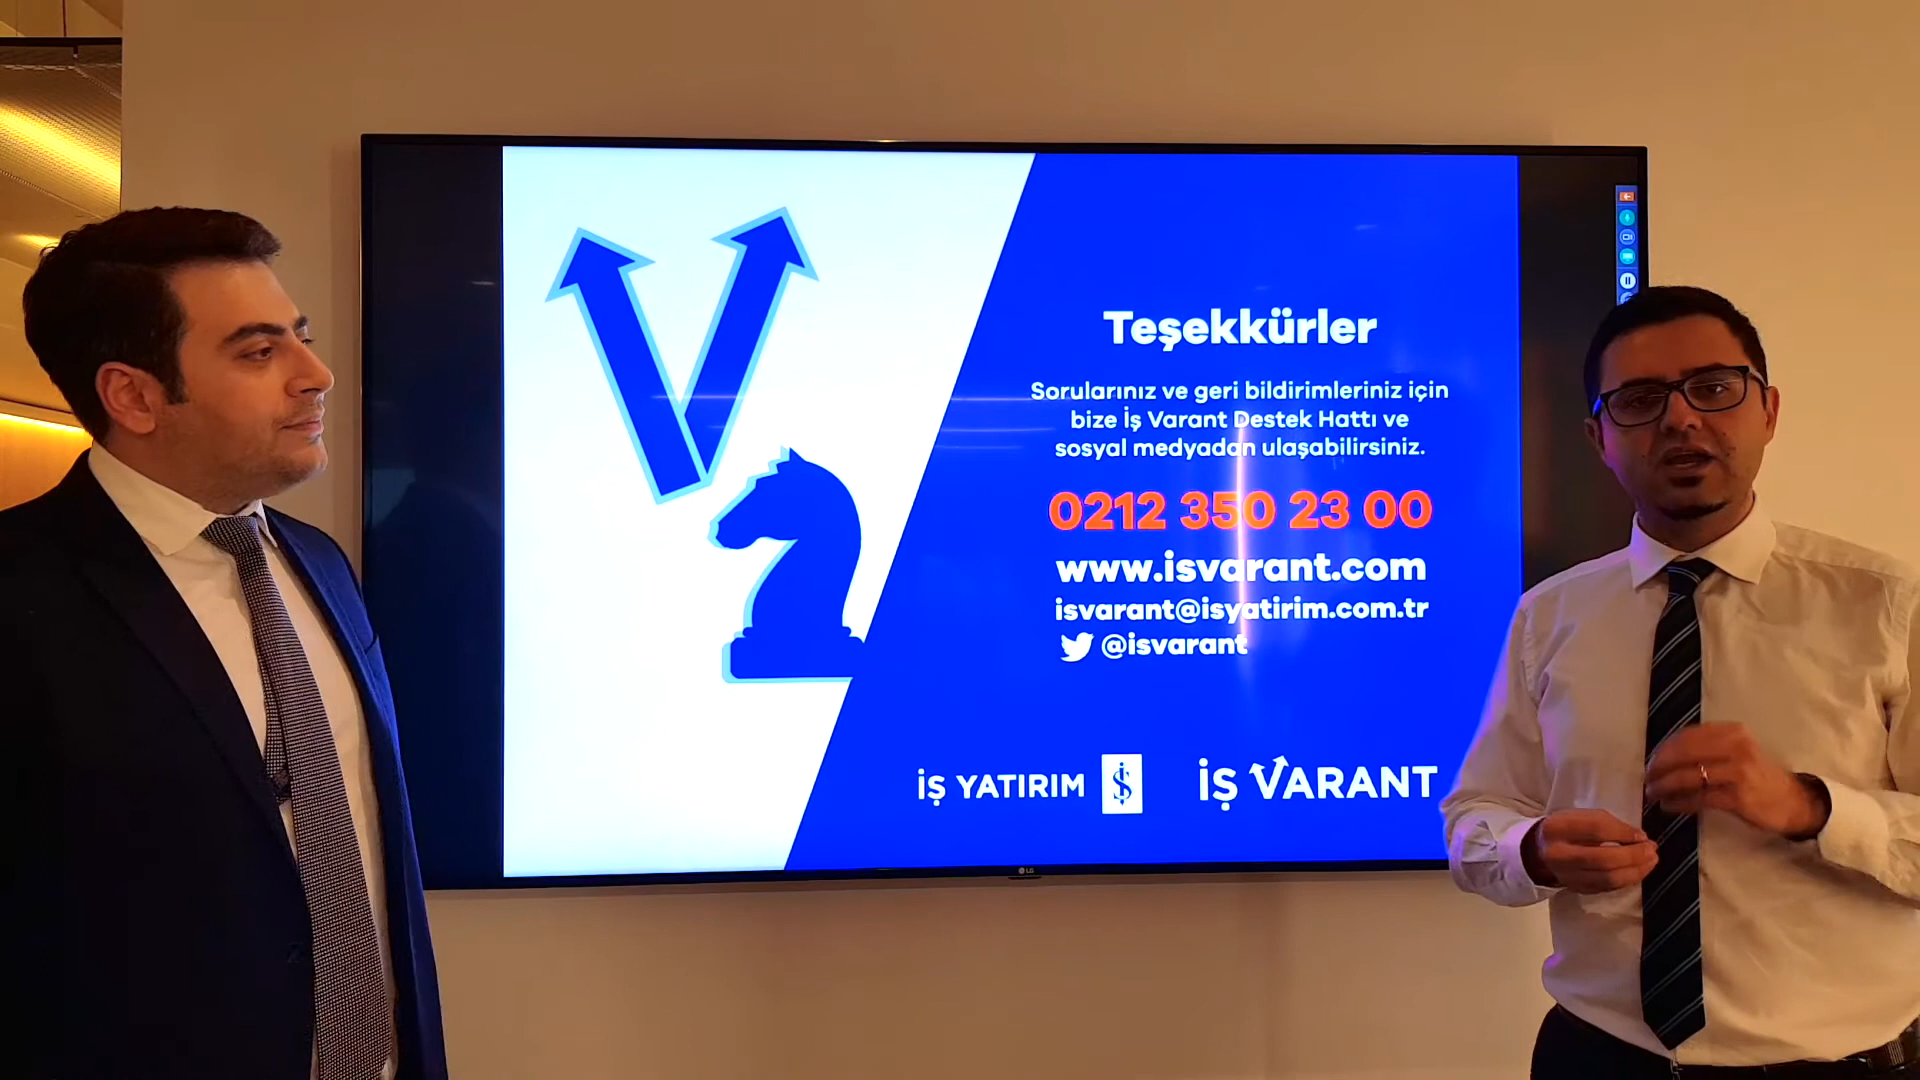 Teşekkürler
Sorularınız ve geri bildirimleriniz için
bize İş Varant Destek Hattı ve
sosyal medyadan ulaşabilirsiniz.
0212 350 23 00
www.isvarant.com
isvarant@isyatirim.com.tr
@isvarant
İŞ YATIRIM
İŞ VARANT
LG